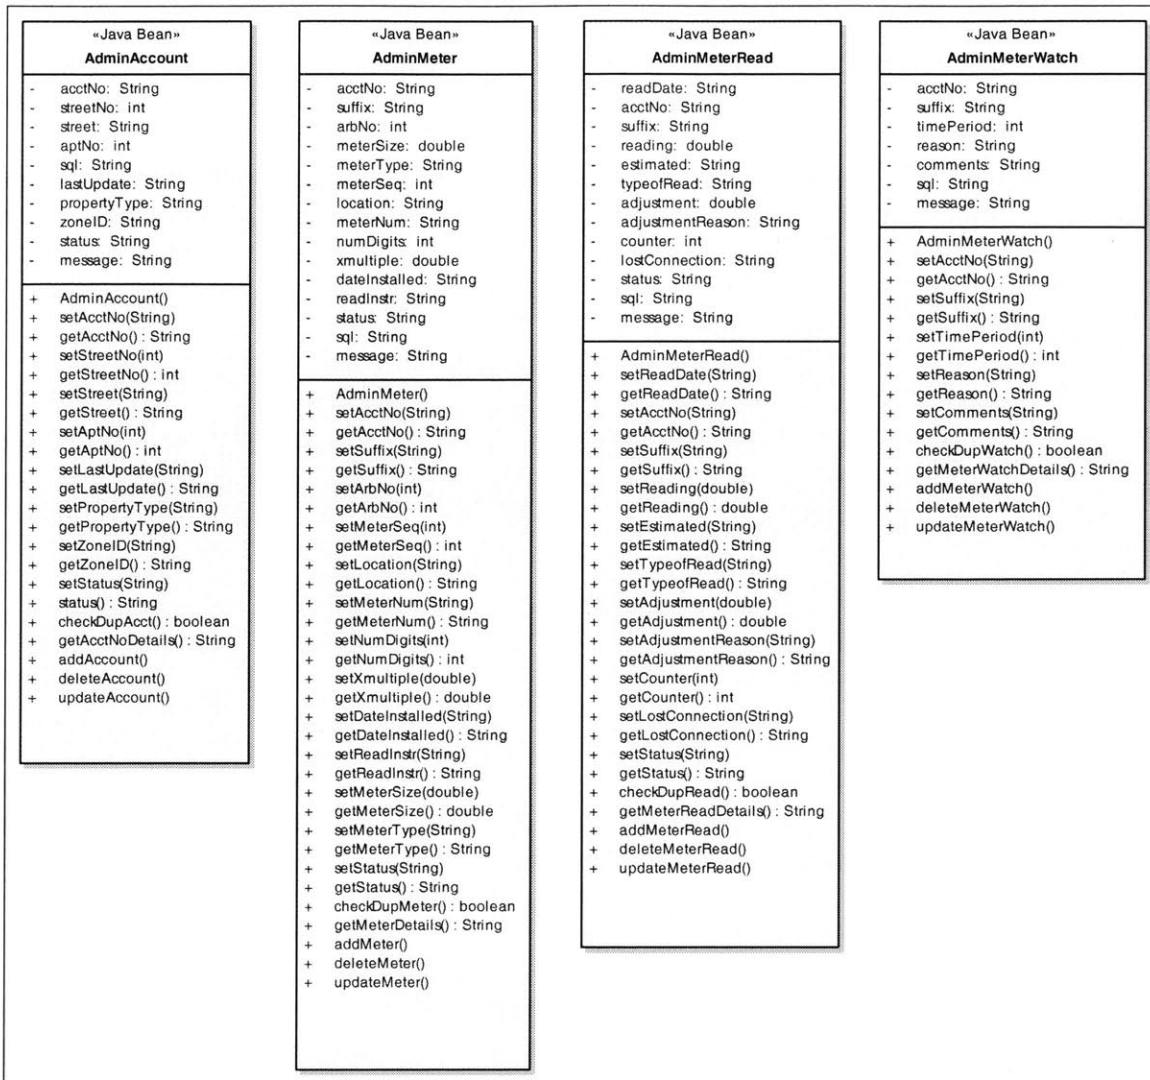 «Java Bean»
AdminAccount
- acctNo: String
- streetNo: int
- street: String
- aptNo: int
- sql: String
- lastUpdate: String
- propertyType: String
- zoneID: String
- status: String
- message: String
+ AdminAccount()
+ setAcctNo(String)
+ getAcctNo() : String
+ setStreetNo(int)
+ getStreetNo() : int
+ setStreet(String)
+ getStreet() : String
+ setAptNo(int)
+ getAptNo() : int
+ setLastUpdate(String)
+ getLastUpdate() : String
+ setPropertyType(String)
+ getPropertyType() : String
+ setZoneID(String)
+ getZoneID() : String
+ setStatus(String)
+ status() : String
+ checkDupAcct() : boolean
+ getAcctNoDetails() : String
+ addAccount()
+ deleteAccount()
+ updateAccount()
«Java Bean»
AdminMeter
- acctNo: String
- suffix: String
- arbNo: int
- meterSize: double
- meterType: String
- meterSeq: int
- location: String
- meterNum: String
- numDigits: int
- xmultiple: double
- dateInstalled: String
- readInstr: String
- status: String
- sql: String
- message: String
+ AdminMeter()
+ setAcctNo(String)
+ getAcctNo() : String
+ setSuffix(String)
+ getSuffix() : String
+ setArbNo(int)
+ getArbNo() : int
+ setMeterSeq(int)
+ getMeterSeq() : int
+ setLocation(String)
+ getLocation() : String
+ setMeterNum(String)
+ getMeterNum() : String
+ setNumDigits(int)
+ getNumDigits() : int
+ setXmultiple(double)
+ getXmultiple() : double
+ setDateInstalled(String)
+ getDateInstalled() : String
+ setReadInstr(String)
+ getReadInstr() : String
+ setMeterSize(double)
+ getMeterSize() : double
+ setMeterType(String)
+ getMeterType() : String
+ setStatus(String)
+ getStatus() : String
+ checkDupMeter() : boolean
+ getMeterDetails() : String
+ addMeter()
+ deleteMeter()
+ updateMeter()
«Java Bean»
AdminMeterRead
- readDate: String
- acctNo: String
- suffix: String
- reading: double
- estimated: String
- typeofRead: String
- adjustment: double
- adjustmentReason: String
- counter: int
- lostConnection: String
- status: String
- sql: String
- message: String
+ AdminMeterRead()
+ setReadDate(String)
+ getReadDate() : String
+ setAcctNo(String)
+ getAcctNo() : String
+ setSuffix(String)
+ getSuffix() : String
+ setReading(double)
+ getReading() : double
+ setEstimated(String)
+ getEstimated() : String
+ setTypeofRead(String)
+ getTypeofRead() : String
+ setAdjustment(double)
+ getAdjustment() : double
+ setAdjustmentReason(String)
+ getAdjustmentReason() : String
+ setCounter(int)
+ getCounter() : int
+ setLostConnection(String)
+ getLostConnection() : String
+ setStatus(String)
+ getStatus() : String
+ checkDupRead() : boolean
+ getMeterReadDetails() : String
+ addMeterRead()
+ deleteMeterRead()
+ updateMeterRead()
«Java Bean»
AdminMeterWatch
- acctNo: String
- suffix: String
- timePeriod: int
- reason: String
- comments: String
- sql: String
- message: String
+ AdminMeterWatch()
+ setAcctNo(String)
+ getAcctNo() : String
+ setSuffix(String)
+ getSuffix() : String
+ setTimePeriod(int)
+ getTimePeriod() : int
+ setReason(String)
+ getReason() : String
+ setComments(String)
+ getComments() : String
+ checkDupWatch() : boolean
+ getMeterWatchDetails() : String
+ addMeterWatch()
+ deleteMeterWatch()
+ updateMeterWatch()